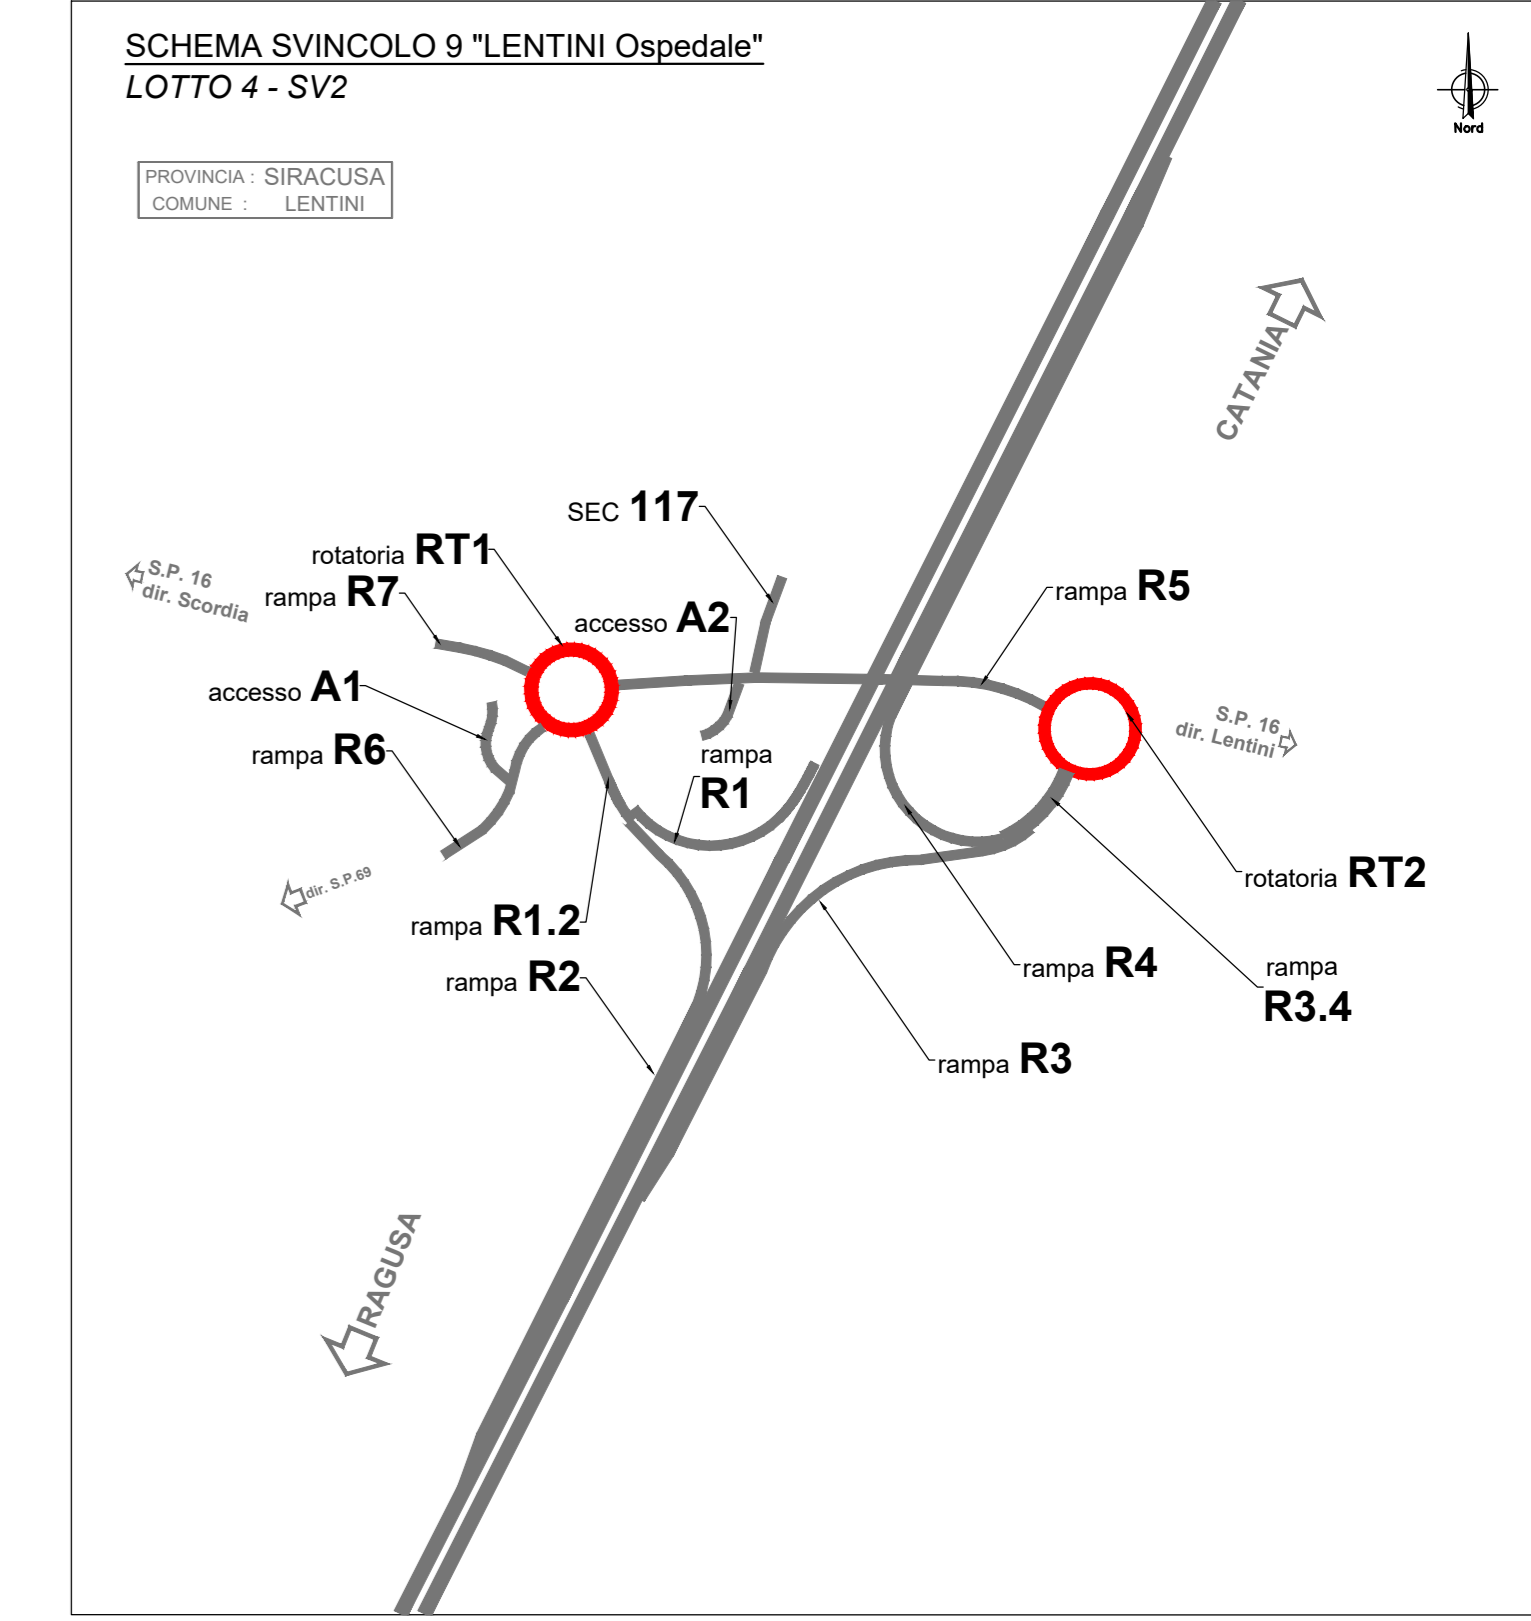 SCHEMA SVINCOLO 9 "LENTINI Ospedale"
LOTTO 4 - SV2
Nord
PROVINCIA : SIRACUSA
COMUNE : LENTINI
CATANIA
SEC 117
rotatoria RT1
S.P. 16
dir. Scordia
rampa R7
rampa R5
accesso A2
accesso A1
S.P. 16
dir. Lentini
rampa R6
rampa
R1
dir. S.P.69
rotatoria RT2
rampa R1.2
rampa R2
rampa R4
rampa
R3.4
rampa R3
RAGUSA